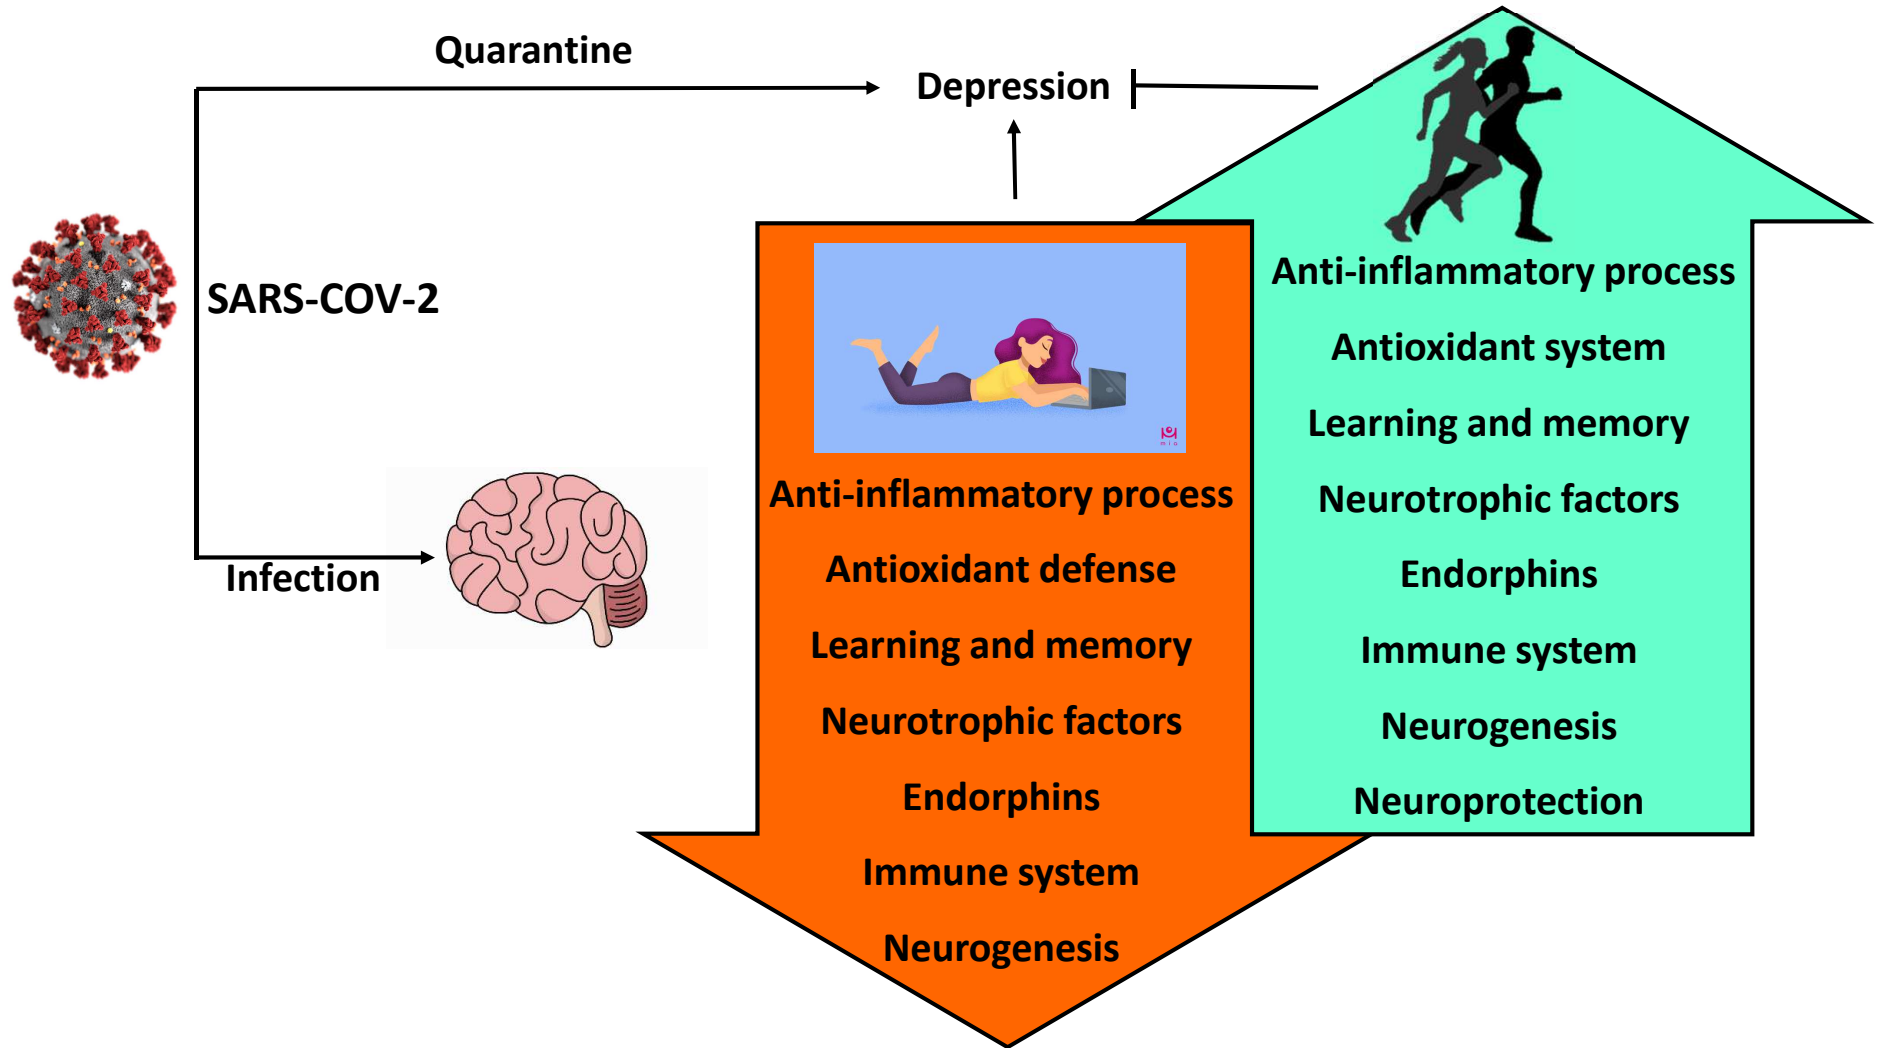 Quarantine
Depression
SARS-COV-2
Infection
mio
Anti-inflammatory process
Antioxidant defense
Learning and memory
Neurotrophic factors
Endorphins
Immune system
Neurogenesis
Anti-inflammatory process
Antioxidant system
Learning and memory
Neurotrophic factors
Endorphins
Immune system
Neurogenesis
Neuroprotection